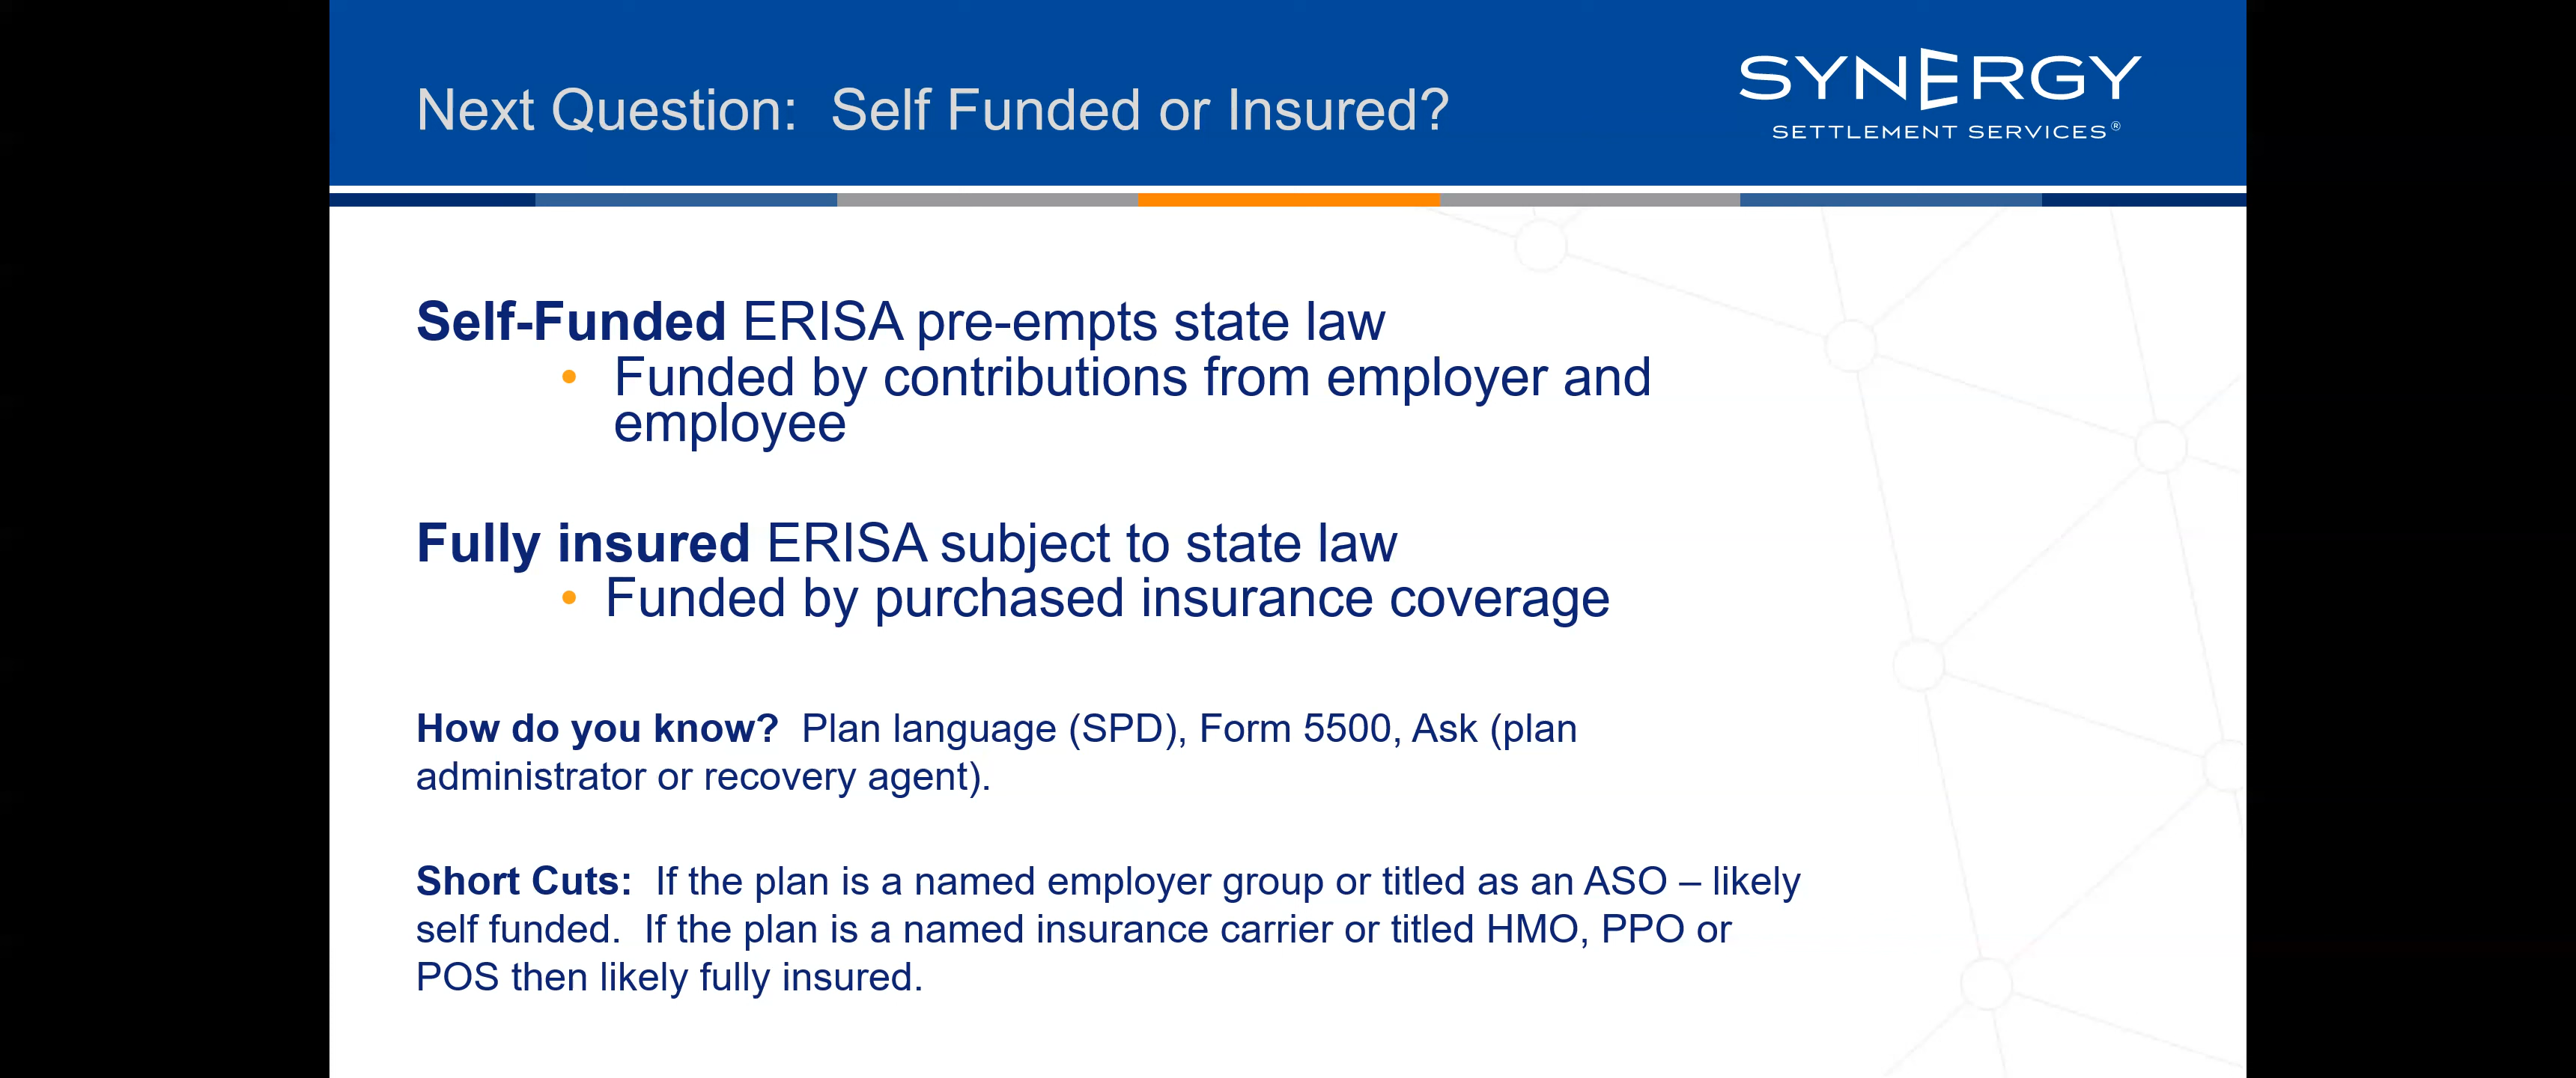 Next Question:  Self Funded or Insured?
SYNERGY
SETTLEMENT SERVICES®
Self-Funded ERISA pre-empts state law
• Funded by contributions from employer and
employee
Fully insured ERISA subject to state law
• Funded by purchased insurance coverage
How do you know?  Plan language (SPD), Form 5500, Ask (plan
administrator or recovery agent).
Short Cuts:  If the plan is a named employer group or titled as an ASO – likely
self funded.  If the plan is a named insurance carrier or titled HMO, PPO or
POS then likely fully insured.